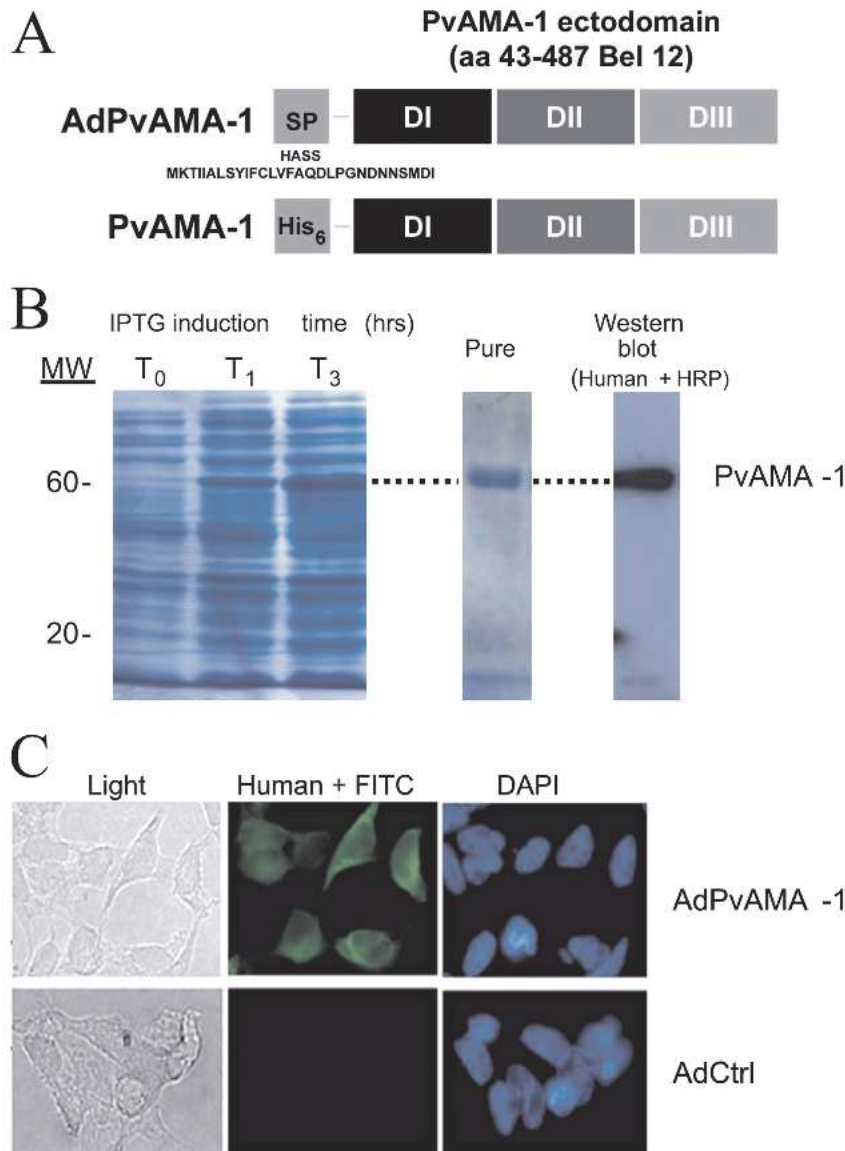 A
PvAMA-1 ectodomain
(aa 43-487 Bel 12)
AdPvAMA-1
SP
DI
DII
DIII
HASS
MKTIIALSYIFCLVFAQDLPGNDNNSMDI
PvAMA-1
His6
DI
DII
DIII
B
IPTG induction time (hrs)
MW
T0
T1
T3
Pure
Western
blot
(Human + HRP)
60-
PvAMA -1
20-
C
Light
Human + FITC
DAPI
AdPvAMA -1
AdCtrl